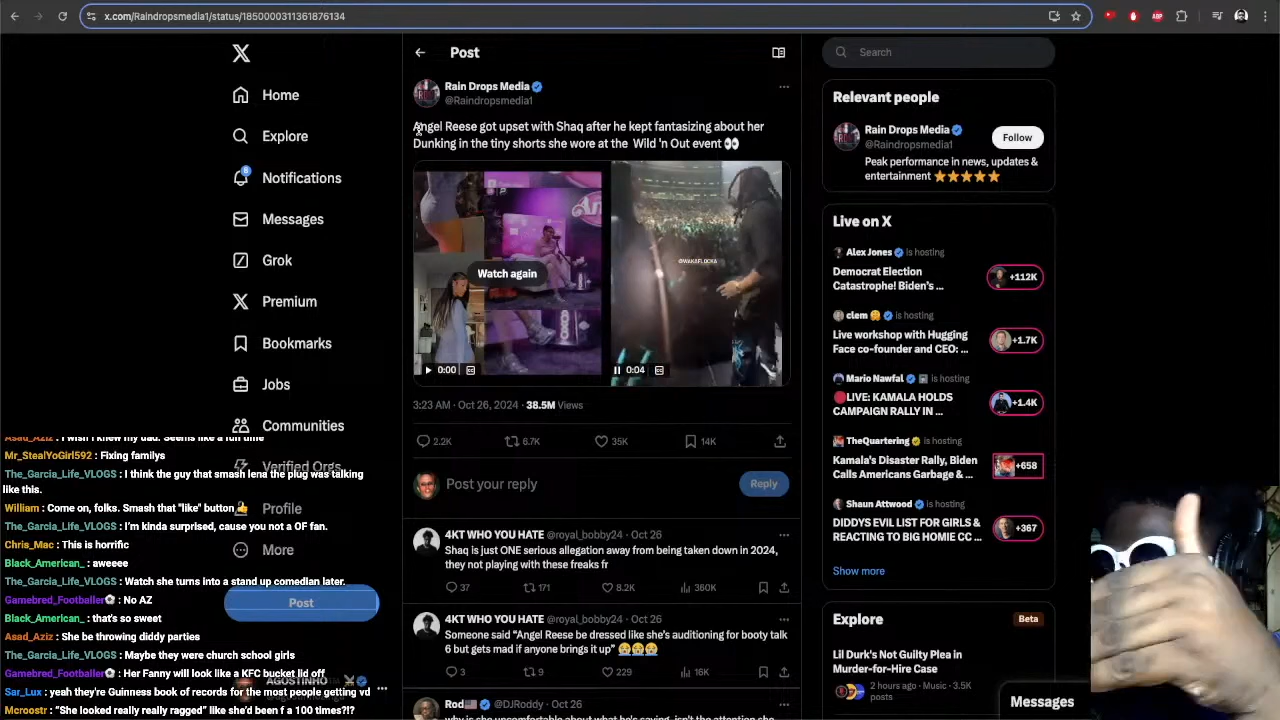 x.com/Raindropsmedia1/status/1850000311361876134
Home
Explore
Notifications
Messages
Grok
Premium
Bookmarks
Jobs
Communities
Verified Orgs
Profile
More
Post
Post
Rain Drops Media
@Raindropsmedia1
Angel Reese got upset with Shaq after he kept fantasizing about her
Dunking in the tiny shorts she wore at the Wild 'n Out event 👀
Watch again
@WAKAFLOCKA
0:00
0:04
3:23 AM · Oct 26, 2024 · 38.5M Views
2.2K 6.7K 35K 14K
Post your reply
Reply
4KT WHO YOU HATE @royal_bobby24 · Oct 26
Shaq is just ONE serious allegation away from being taken down in 2024,
they not playing with these freaks fr
37 171 8.2K 360K
4KT WHO YOU HATE @royal_bobby24 · Oct 26
Someone said “Angel Reese be dressed like she’s auditioning for booty talk
6 but gets mad if anyone brings it up” 😭😭😭
3 9 229 16K
Rod🇺🇸 @DJRoddy · Oct 26
why is she uncomfortable about what he's saying, isn't the attention she
Search
Relevant people
Rain Drops Media
@Raindropsmedia1
Follow
Peak performance in news, updates &
entertainment ⭐⭐⭐⭐⭐
Live on X
Alex Jones is hosting
Democrat Election
Catastrophe! Biden’s ...
+112K
clem 🤗 is hosting
Live workshop with Hugging
Face co-founder and CEO: ...
+1.7K
Mario Nawfal is hosting
🔴LIVE: KAMALA HOLDS
CAMPAIGN RALLY IN ...
+1.4K
TheQuartering is hosting
Kamala's Disaster Rally, Biden
Calls Americans Garbage & ...
+658
Shaun Attwood is hosting
DIDDYS EVIL LIST FOR GIRLS &
REACTING TO BIG HOMIE CC ...
+367
Show more
Explore
Beta
Lil Durk's Not Guilty Plea in
Murder-for-Hire Case
2 hours ago · Music · 3.5K
posts
Messages
Asad_Aziz : I wish I knew my dad. Seems like a fun time
Mr_StealYoGirl592 : Fixing familys
The_Garcia_Life_VLOGS : I think the guy that smash lena the plug was talking
like this.
William : Come on, folks. Smash that "like" button👍
The_Garcia_Life_VLOGS : I’m kinda surprised, cause you not a OF fan.
Chris_Mac : This is horrific
Black_American_ : aweeee
The_Garcia_Life_VLOGS : Watch she turns into a stand up comedian later.
Gamebred_Footballer⚽ : No AZ
Black_American_ : that’s so sweet
Asad_Aziz : She be throwing diddy parties
The_Garcia_Life_VLOGS : Maybe they were church school girls
Gamebred_Footballer⚽ : Her Fanny will look like a KFC bucket lid off
Sar_Lux : yeah they're Guinness book of records for the most people getting vd
Mcroostr : “She looked really really ragged” like she’d been f a 100 times?!?